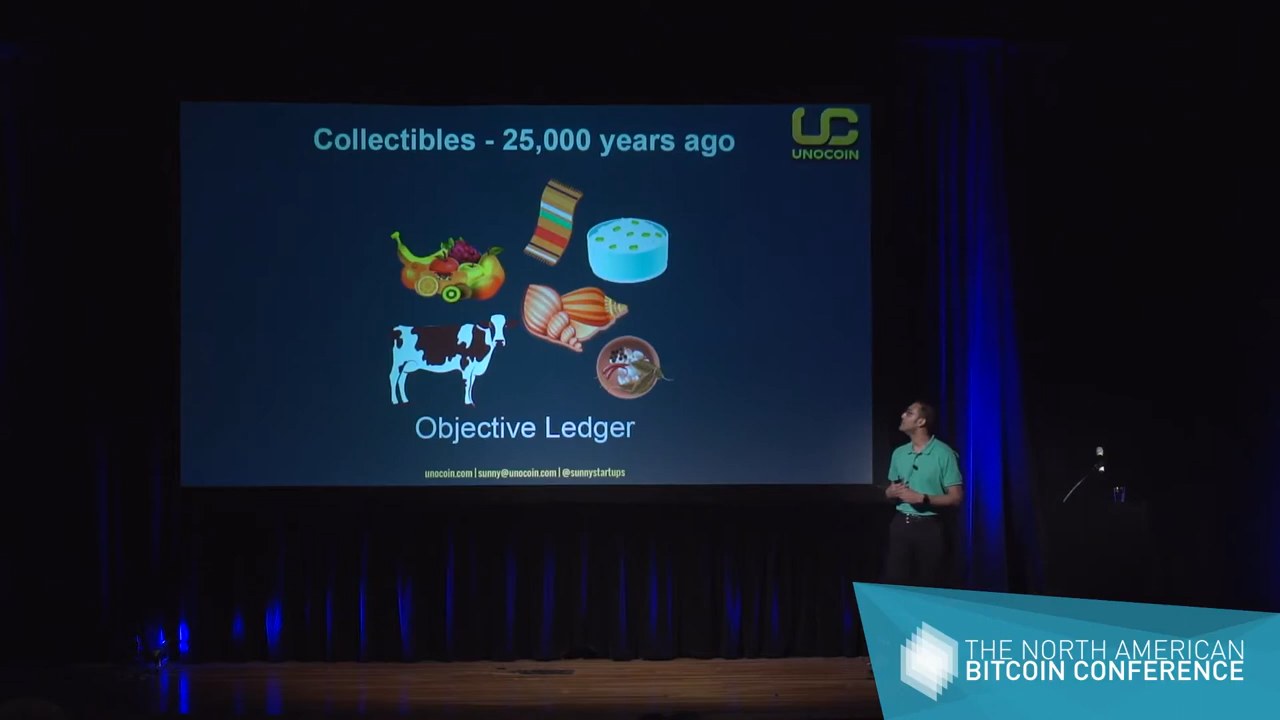 Collectibles - 25,000 years ago
UC
UNOCOIN
Objective Ledger
unocoin.com | sunny@unocoin.com | @sunnystartups
THE NORTH AMERICAN
BITCOIN CONFERENCE